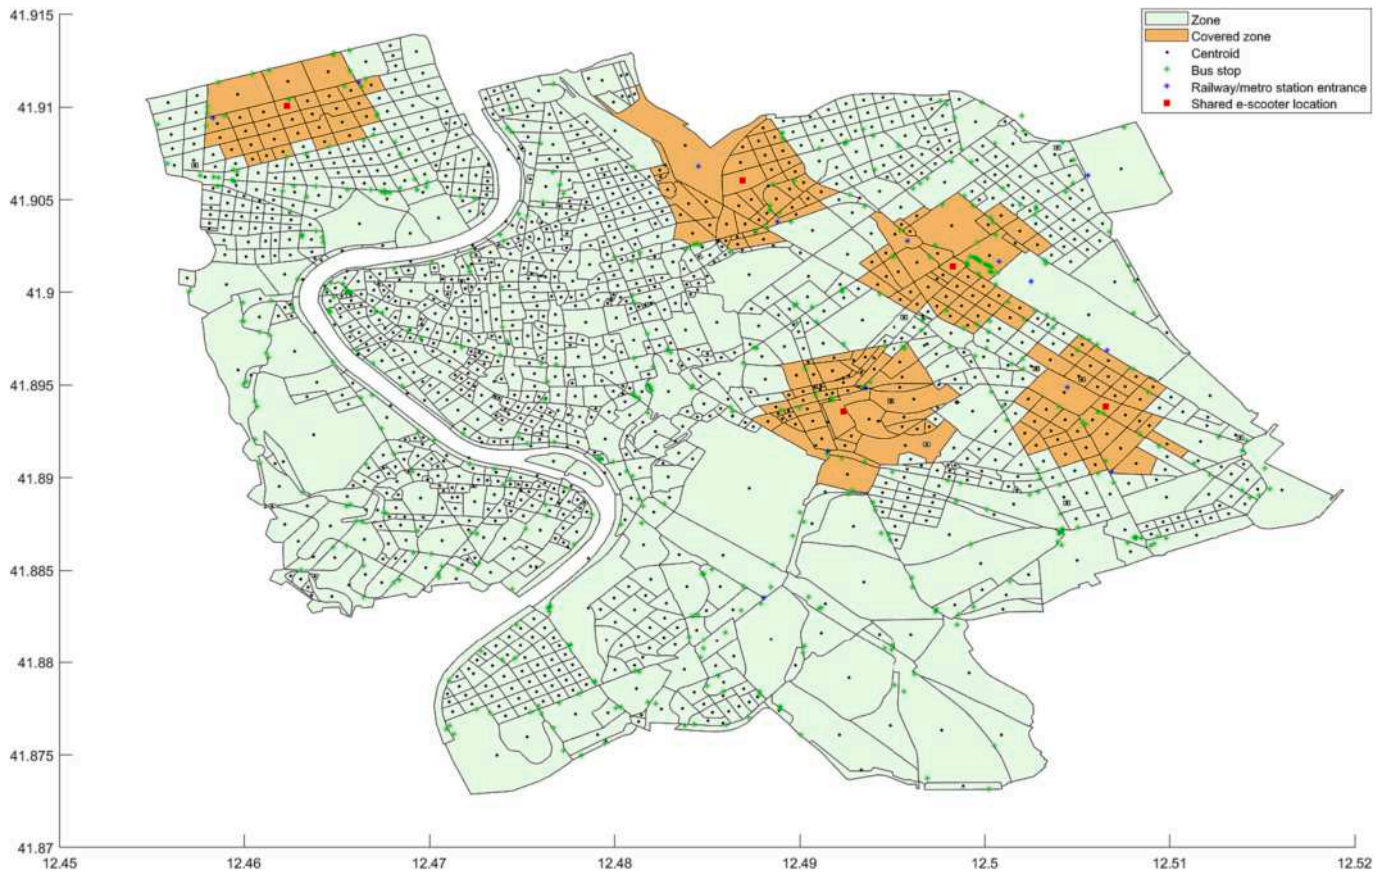 41.915
Zone
Covered zone
Centroid
Bus stop
Railway/metro station entrance
Shared e-scooter location
41.91
41.905
41.9
41.895
41.89
41.885
41.88
41.875
41.87
12.45 12.46 12.47 12.48 12.49 12.5 12.51 12.52